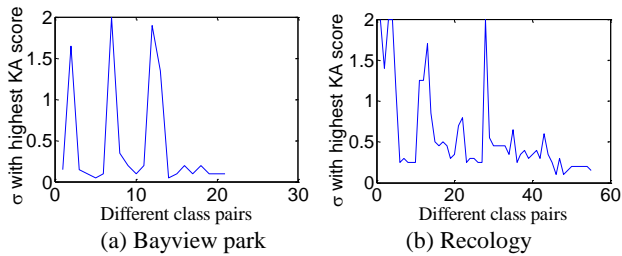 σ with highest KA score
2
1.5
1
0.5
0
0 10 20 30
Different class pairs
(a) Bayview park
σ with highest KA score
2
1.5
1
0.5
0
0 20 40 60
Different class pairs
(b) Recology